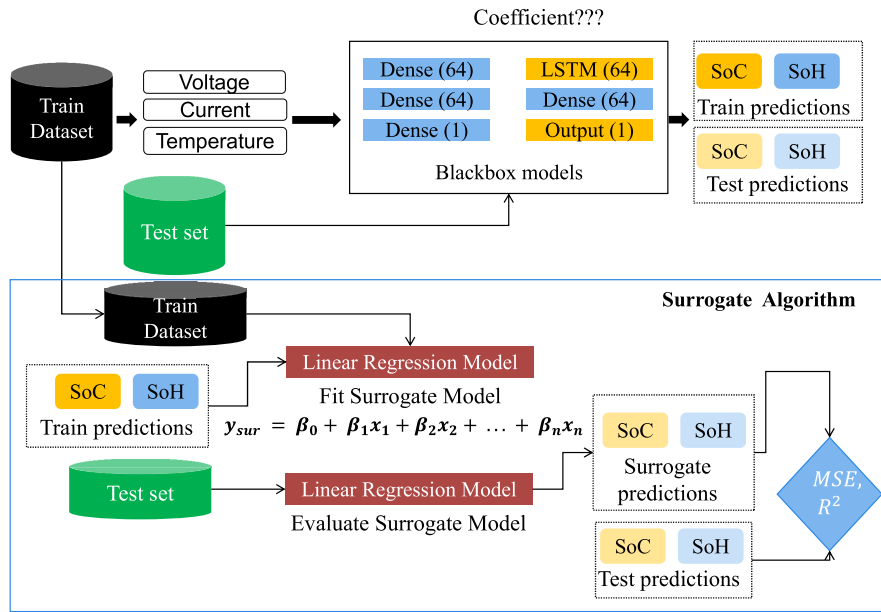 Coefficient???
Train
Dataset
Voltage
Current
Temperature
Dense (64)
Dense (64)
Dense (1)
LSTM (64)
Dense (64)
Output (1)
Blackbox models
SoC SoH
Train predictions
SoC SoH
Test predictions
Test set
Surrogate Algorithm
Train
Dataset
Linear Regression Model
Fit Surrogate Model
SoC SoH
Train predictions
y_sur = β_0 + β_1x_1 + β_2x_2 + … + β_nx_n
Test set
Linear Regression Model
Evaluate Surrogate Model
SoC SoH
Surrogate
predictions
MSE,
R²
SoC SoH
Test predictions